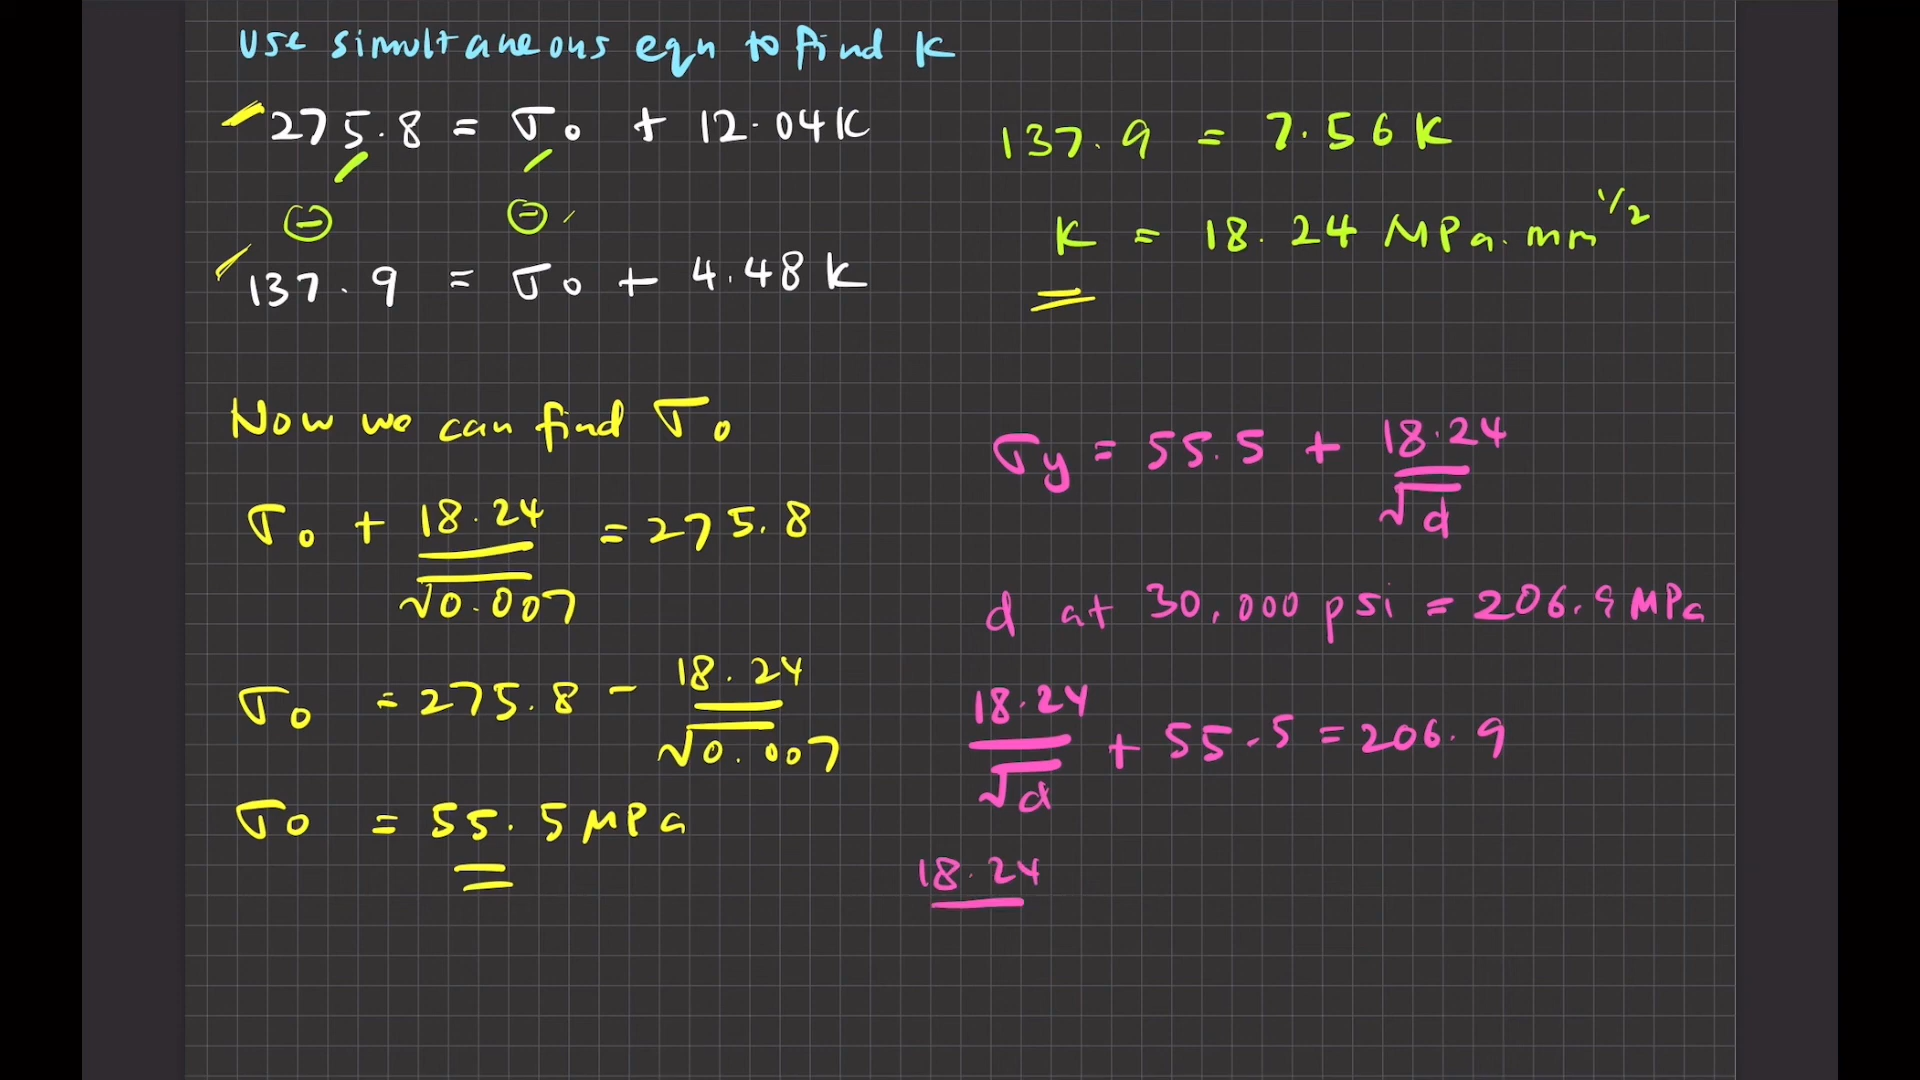 Use simultaneous eqn to find K
275.8 = σ₀ + 12.04K
⊖ ⊖
137.9 = σ₀ + 4.48K
137.9 = 7.56K
K = 18.24 MPa.mm^1/2
Now we can find σ₀
σ₀ + 18.24/√0.007 = 275.8
σ₀ = 275.8 - 18.24/√0.007
σ₀ = 55.5 MPa
σy = 55.5 + 18.24/√d
d at 30,000 psi = 206.9 MPa
18.24/√d + 55.5 = 206.9
18.24